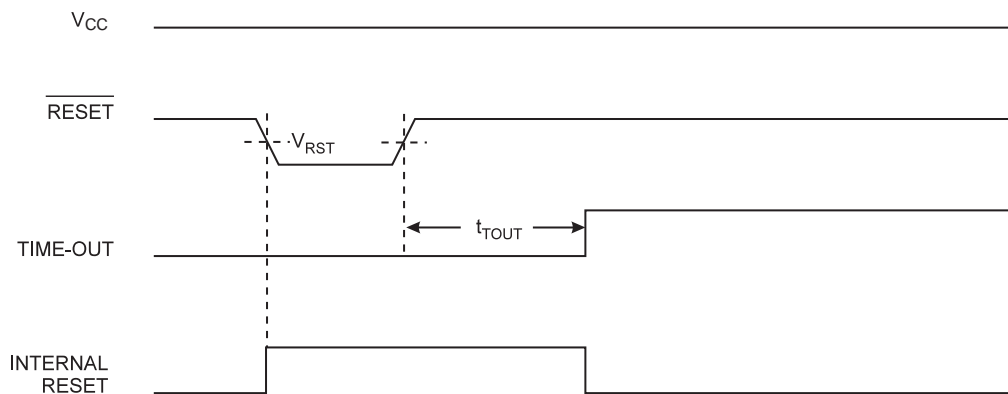 VCC
RESET
VRST
tTOUT
TIME-OUT
INTERNAL
RESET